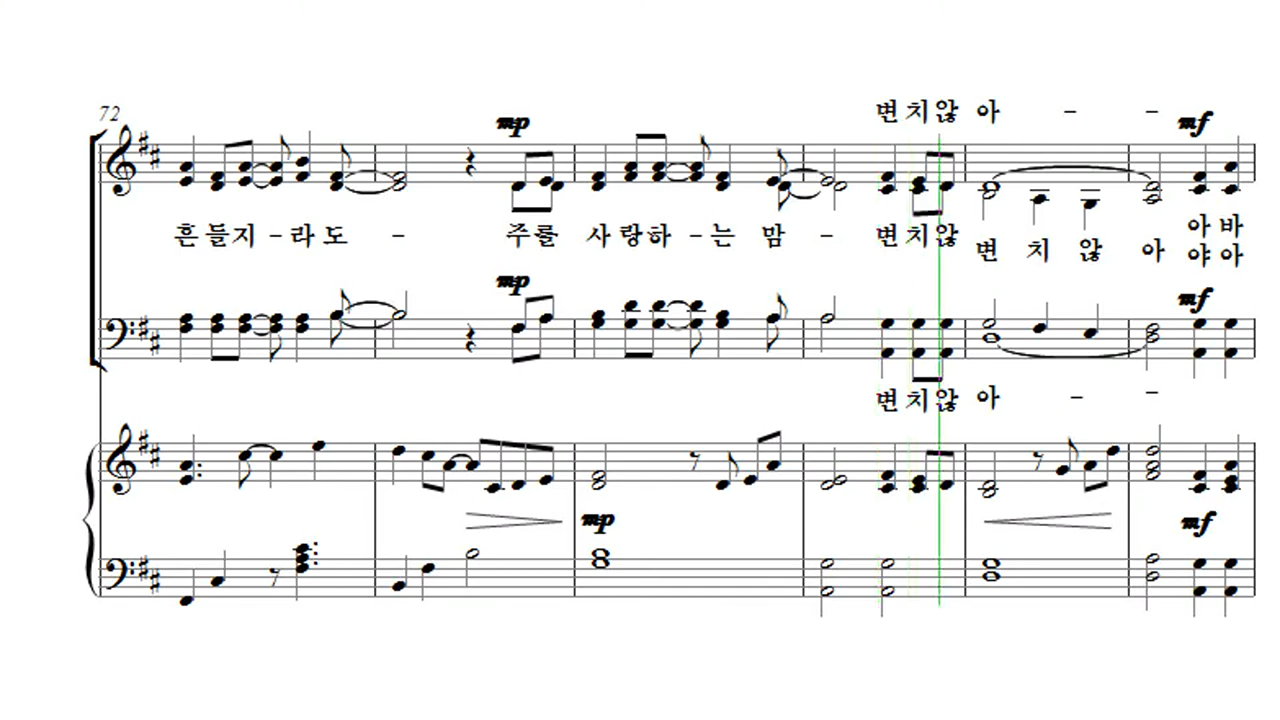 변치않 아 - -
72
mp
mf
흔들지-라도 - 주를 사랑하-는맘 - 변치않
아바
변 치 않 아
야아
mp
mf
변치않 아 - -
mp
mf